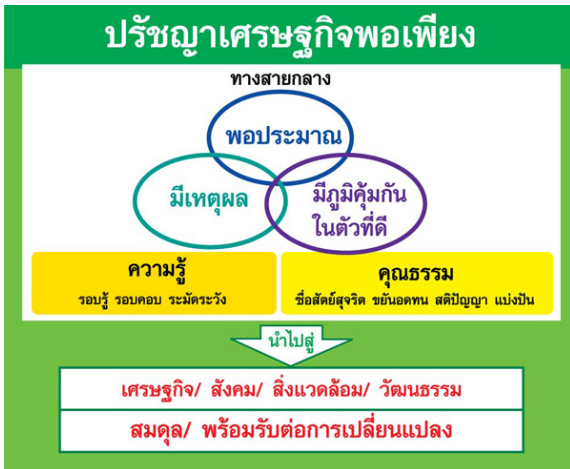 ปรัชญาเศรษฐกิจพอเพียง
ทางสายกลาง
พอประมาณ
มีเหตุผล
มีภูมิคุ้มกัน
ในตัวที่ดี
ความรู้
รอบรู้ รอบคอบ ระมัดระวัง
คุณธรรม
ซื่อสัตย์สุจริต ขยันอดทน สติปัญญา แบ่งปัน
นำไปสู่
เศรษฐกิจ/ สังคม/ สิ่งแวดล้อม/ วัฒนธรรม
สมดุล/ พร้อมรับต่อการเปลี่ยนแปลง